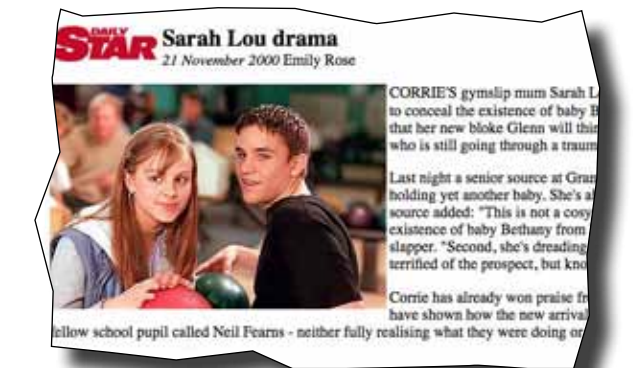 DAILY
STAR
Sarah Lou drama
21 November 2000 Emily Rose
CORRIE'S gymslip mum Sarah L
to conceal the existence of baby B
that her new bloke Glenn will thin
who is still going through a traum
Last night a senior source at Gran
holding yet another baby. She's al
source added: "This is not a cosy
existence of baby Bethany from
slapper. "Second, she's dreading
terrified of the prospect, but kno
Corrie has already won praise fr
have shown how the new arrival
fellow school pupil called Neil Fearns - neither fully realising what they were doing or